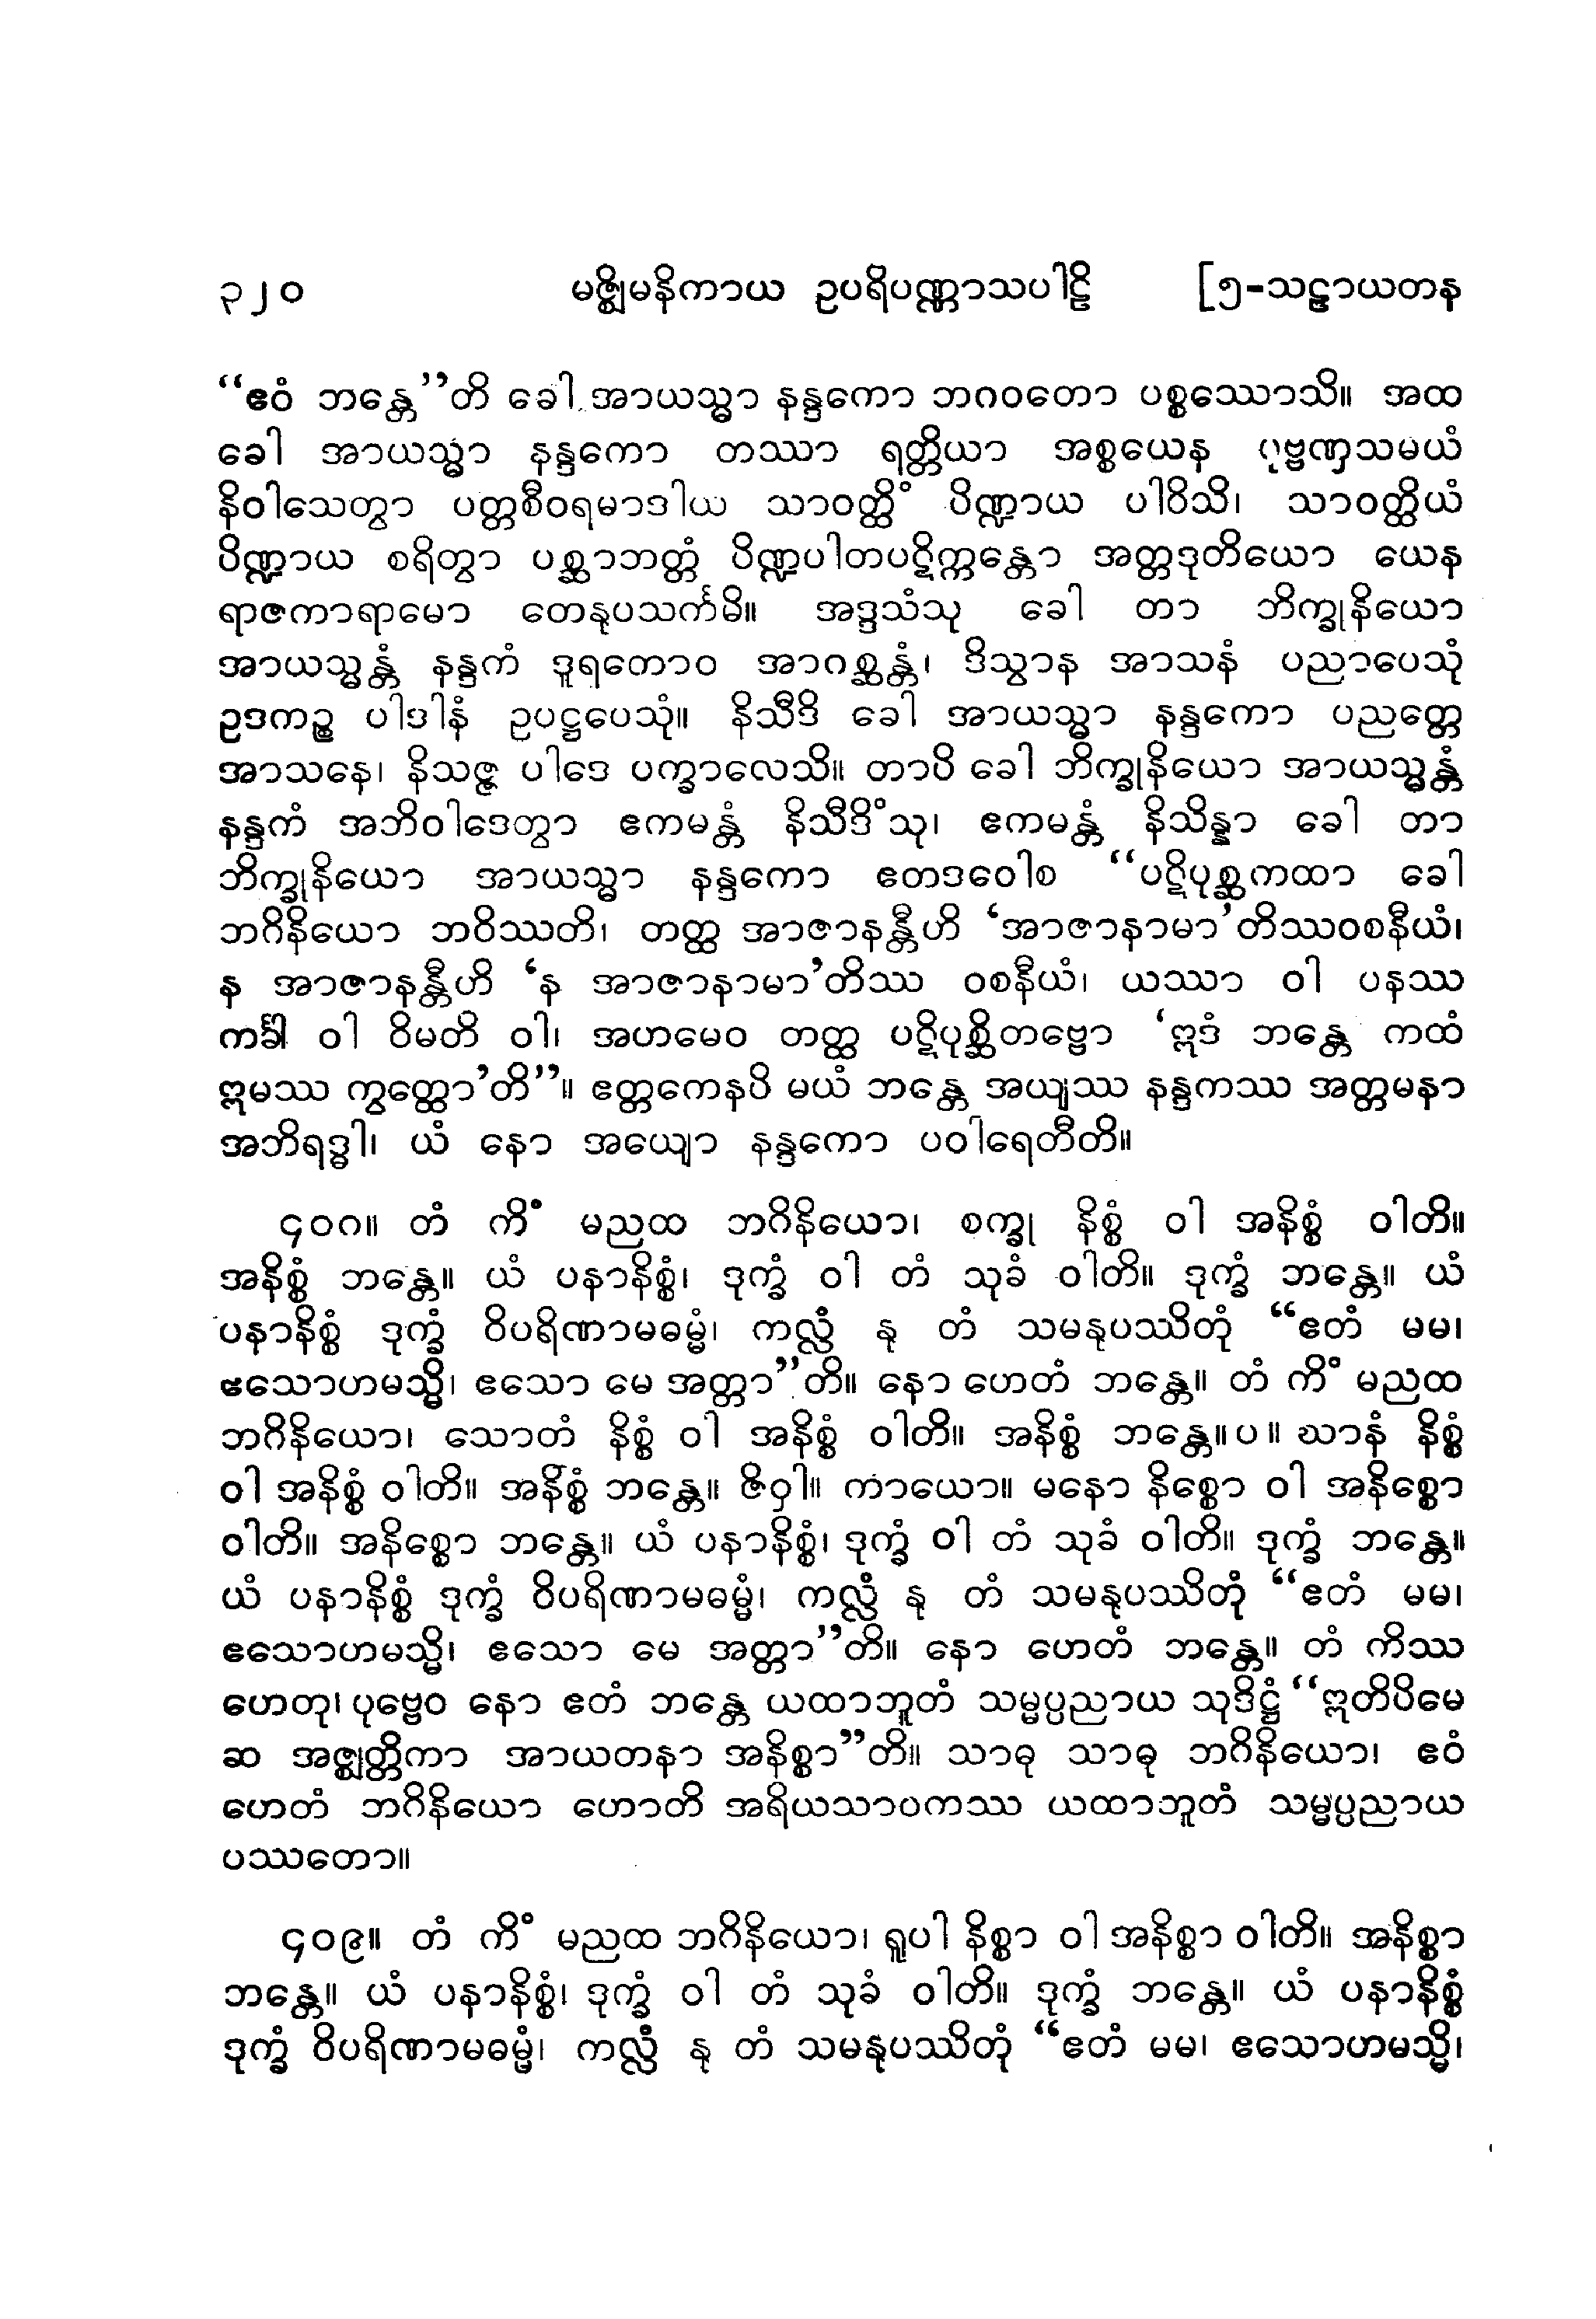 ၃၂၀ မဇ္ဈိမနိကာယ ဥပရိပဏ္ဏာသပါဠိ [၅-သဠာယတန
“ဧဝံ ဘန္တေ”တိ ခေါ အာယသ္မာ နန္ဒကော ဘဂဝတော ပစ္စဿောသိ။ အထ
ခေါ အာယသ္မာ နန္ဒကော တဿာ ရတ္တိယာ အစ္စယေန ပုဗ္ဗဏှသမယံ
နိဝါသေတွာ ပတ္တစီဝရမာဒါယ သာဝတ္ထိံ ပိဏ္ဍာယ ပါဝိသိ၊ သာဝတ္ထိယံ
ပိဏ္ဍာယ စရိတွာ ပစ္ဆာဘတ္တံ ပိဏ္ဍပါတပဋိက္ကန္တော အတ္တဒုတိယော ယေန
ရာဇကာရာမော တေနုပသင်္ကမိ။ အဒ္ဒသံသု ခေါ တာ ဘိက္ခုနိယော
အာယသ္မန္တံ နန္ဒကံ ဒူရတောဝ အာဂစ္ဆန္တံ၊ ဒိသွာန အာသနံ ပညာပေသုံ
ဥဒကဉ္စ ပါဒါနံ ဥပဋ္ဌပေသုံ။ နိသီဒိ ခေါ အာယသ္မာ နန္ဒကော ပညတ္တေ
အာသနေ၊ နိသဇ္ဇ ပါဒေ ပက္ခာလေသိ။ တာပိ ခေါ ဘိက္ခုနိယော အာယသ္မန္တံ
နန္ဒကံ အဘိဝါဒေတွာ ဧကမန္တံ နိသီဒိံသု၊ ဧကမန္တံ နိသိန္နာ ခေါ တာ
ဘိက္ခုနိယော အာယသ္မာ နန္ဒကော ဧတဒဝေါစ “ပဋိပုစ္ဆကထာ ခေါ
ဘဂိနိယော ဘဝိဿတိ၊ တတ္ထ အာဇာနန္တီဟိ ‘အာဇာနာမာ’တိဿဝစနီယံ၊
န အာဇာနန္တီဟိ ‘န အာဇာနာမာ’တိဿ ဝစနီယံ၊ ယဿာ ဝါ ပနဿ
ကင်္ခါ ဝါ ဝိမတိ ဝါ၊ အဟမေဝ တတ္ထ ပဋိပုစ္ဆိတဗ္ဗော ‘ဣဒံ ဘန္တေ ကထံ
ဣမဿ ကွတ္ထော’တိ”။ ဧတ္တကေနပိ မယံ ဘန္တေ အယျဿ နန္ဒကဿ အတ္တမနာ
အဘိရဒ္ဓါ၊ ယံ နော အယျော နန္ဒကော ပဝါရေတီတိ။
၄၀၈။ တံ ကိံ မညထ ဘဂိနိယော၊ စက္ခု နိစ္စံ ဝါ အနိစ္စံ ဝါတိ။
အနိစ္စံ ဘန္တေ။ ယံ ပနာနိစ္စံ၊ ဒုက္ခံ ဝါ တံ သုခံ ဝါတိ။ ဒုက္ခံ ဘန္တေ။ ယံ
ပနာနိစ္စံ ဒုက္ခံ ဝိပရိဏာမဓမ္မံ၊ ကလ္လံ နု တံ သမနုပဿိတုံ “ဧတံ မမ၊
ဧသောဟမသ္မိ၊ ဧသော မေ အတ္တာ”တိ။ နော ဟေတံ ဘန္တေ။ တံ ကိံ မညထ
ဘဂိနိယော၊ သောတံ နိစ္စံ ဝါ အနိစ္စံ ဝါတိ။ အနိစ္စံ ဘန္တေ။ပ။ ဃာနံ နိစ္စံ
ဝါ အနိစ္စံ ဝါတိ။ အနိစ္စံ ဘန္တေ။ ဇိဝှါ။ ကာယော။ မနော နိစ္စော ဝါ အနိစ္စော
ဝါတိ။ အနိစ္စော ဘန္တေ။ ယံ ပနာနိစ္စံ၊ ဒုက္ခံ ဝါ တံ သုခံ ဝါတိ။ ဒုက္ခံ ဘန္တေ။
ယံ ပနာနိစ္စံ ဒုက္ခံ ဝိပရိဏာမဓမ္မံ၊ ကလ္လံ နု တံ သမနုပဿိတုံ “ဧတံ မမ၊
ဧသောဟမသ္မိ၊ ဧသော မေ အတ္တာ”တိ။ နော ဟေတံ ဘန္တေ။ တံ ကိဿ
ဟေတု၊ ပုဗ္ဗေဝ နော ဧတံ ဘန္တေ ယထာဘူတံ သမ္မပ္ပညာယ သုဒိဋ္ဌံ “ဣတိပိမေ
ဆ အဇ္ဈတ္တိကာ အာယတနာ အနိစ္စာ”တိ။ သာဓု သာဓု ဘဂိနိယော၊ ဧဝံ
ဟေတံ ဘဂိနိယော ဟောတိ အရိယသာဝကဿ ယထာဘူတံ သမ္မပ္ပညာယ
ပဿတော။
၄၀၉။ တံ ကိံ မညထ ဘဂိနိယော၊ ရူပါ နိစ္စာ ဝါ အနိစ္စာ ဝါတိ။ အနိစ္စာ
ဘန္တေ။ ယံ ပနာနိစ္စံ၊ ဒုက္ခံ ဝါ တံ သုခံ ဝါတိ။ ဒုက္ခံ ဘန္တေ။ ယံ ပနာနိစ္စံ
ဒုက္ခံ ဝိပရိဏာမဓမ္မံ၊ ကလ္လံ နု တံ သမနုပဿိတုံ “ဧတံ မမ၊ ဧသောဟမသ္မိ၊